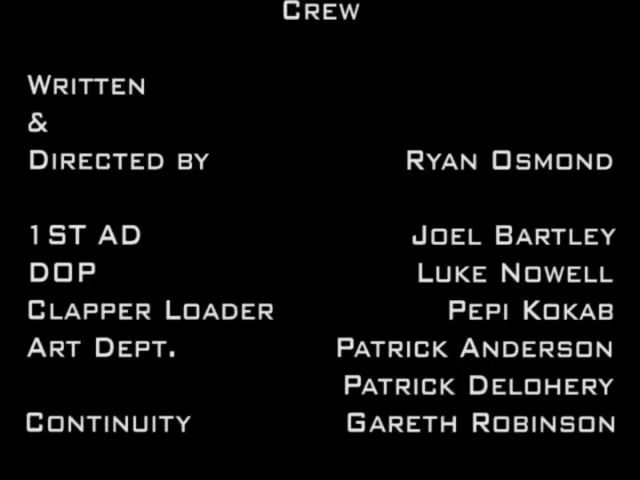 Crew
Written
&
Directed by Ryan Osmond
1st AD Joel Bartley
DOP Luke Nowell
Clapper Loader Pepi Kokab
Art Dept. Patrick Anderson
Patrick Delohery
Continuity Gareth Robinson